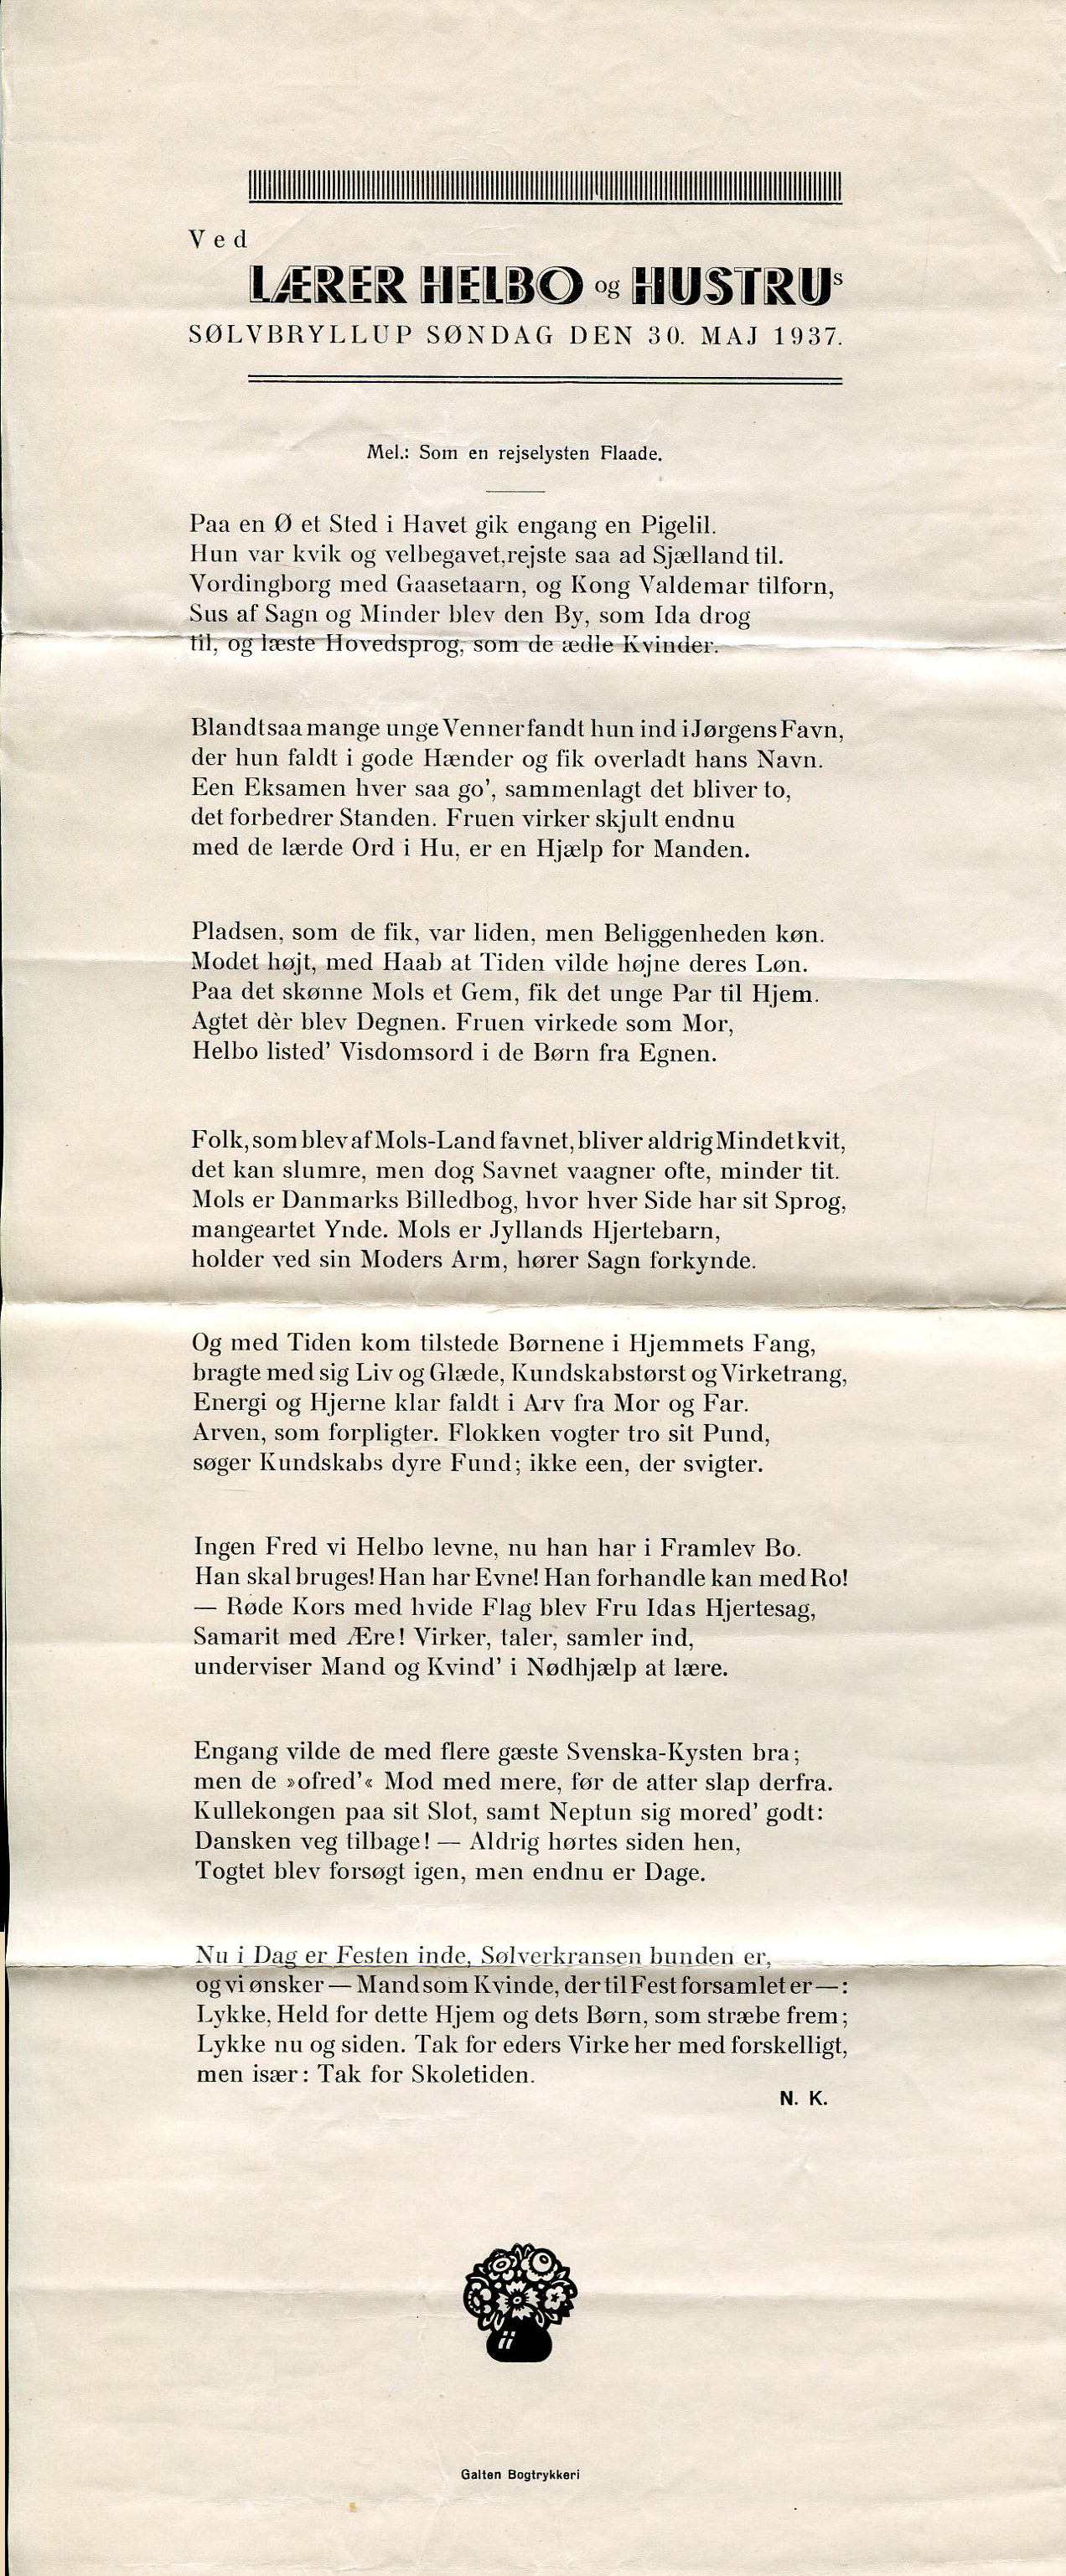 Ved
LÆRER HELBO og HUSTRUs
SØLVBRYLLUP SØNDAG DEN 30. MAJ 1937.
Mel.: Som en rejselysten Flaade.
Paa en Ø et Sted i Havet gik engang en Pigelil.
Hun var kvik og velbegavet,rejste saa ad Sjælland til.
Vordingborg med Gaasetaarn, og Kong Valdemar tilforn,
Sus af Sagn og Minder blev den By, som Ida drog
til, og læste Hovedsprog, som de ædle Kvinder.
Blandt saa mange unge Venner fandt hun ind i Jørgens Favn,
der hun faldt i gode Hænder og fik overladt hans Navn.
Een Eksamen hver saa go', sammenlagt det bliver to,
det forbedrer Standen. Fruen virker skjult endnu
med de lærde Ord i Hu, er en Hjælp for Manden.
Pladsen, som de fik, var liden, men Beliggenheden køn.
Modet højt, med Haab at Tiden vilde højne deres Løn.
Paa det skønne Mols et Gem, fik det unge Par til Hjem.
Agtet dèr blev Degnen. Fruen virkede som Mor,
Helbo listed' Visdomsord i de Børn fra Egnen.
Folk, som blev af Mols-Land favnet, bliver aldrig Mindet kvit,
det kan slumre, men dog Savnet vaagner ofte, minder tit.
Mols er Danmarks Billedbog, hvor hver Side har sit Sprog,
mangeartet Ynde. Mols er Jyllands Hjertebarn,
holder ved sin Moders Arm, hører Sagn forkynde.
Og med Tiden kom tilstede Børnene i Hjemmets Fang,
bragte med sig Liv og Glæde, Kundskabstørst og Virketrang,
Energi og Hjerne klar faldt i Arv fra Mor og Far.
Arven, som forpligter. Flokken vogter tro sit Pund,
søger Kundskabs dyre Fund; ikke een, der svigter.
Ingen Fred vi Helbo levne, nu han har i Framlev Bo.
Han skal bruges! Han har Evne! Han forhandle kan med Ro!
— Røde Kors med hvide Flag blev Fru Idas Hjertesag,
Samarit med Ære! Virker, taler, samler ind,
underviser Mand og Kvind' i Nødhjælp at lære.
Engang vilde de med flere gæste Svenska-Kysten bra;
men de »ofred'« Mod med mere, før de atter slap derfra.
Kullekongen paa sit Slot, samt Neptun sig mored' godt:
Dansken veg tilbage! — Aldrig hørtes siden hen,
Togtet blev forsøgt igen, men endnu er Dage.
Nu i Dag er Festen inde, Sølverkransen bunden er,
og vi ønsker — Mand som Kvinde, der til Fest forsamlet er —:
Lykke, Held for dette Hjem og dets Børn, som stræbe frem;
Lykke nu og siden. Tak for eders Virke her med forskelligt,
men især: Tak for Skoletiden.
N. K.
Galten Bogtrykkeri